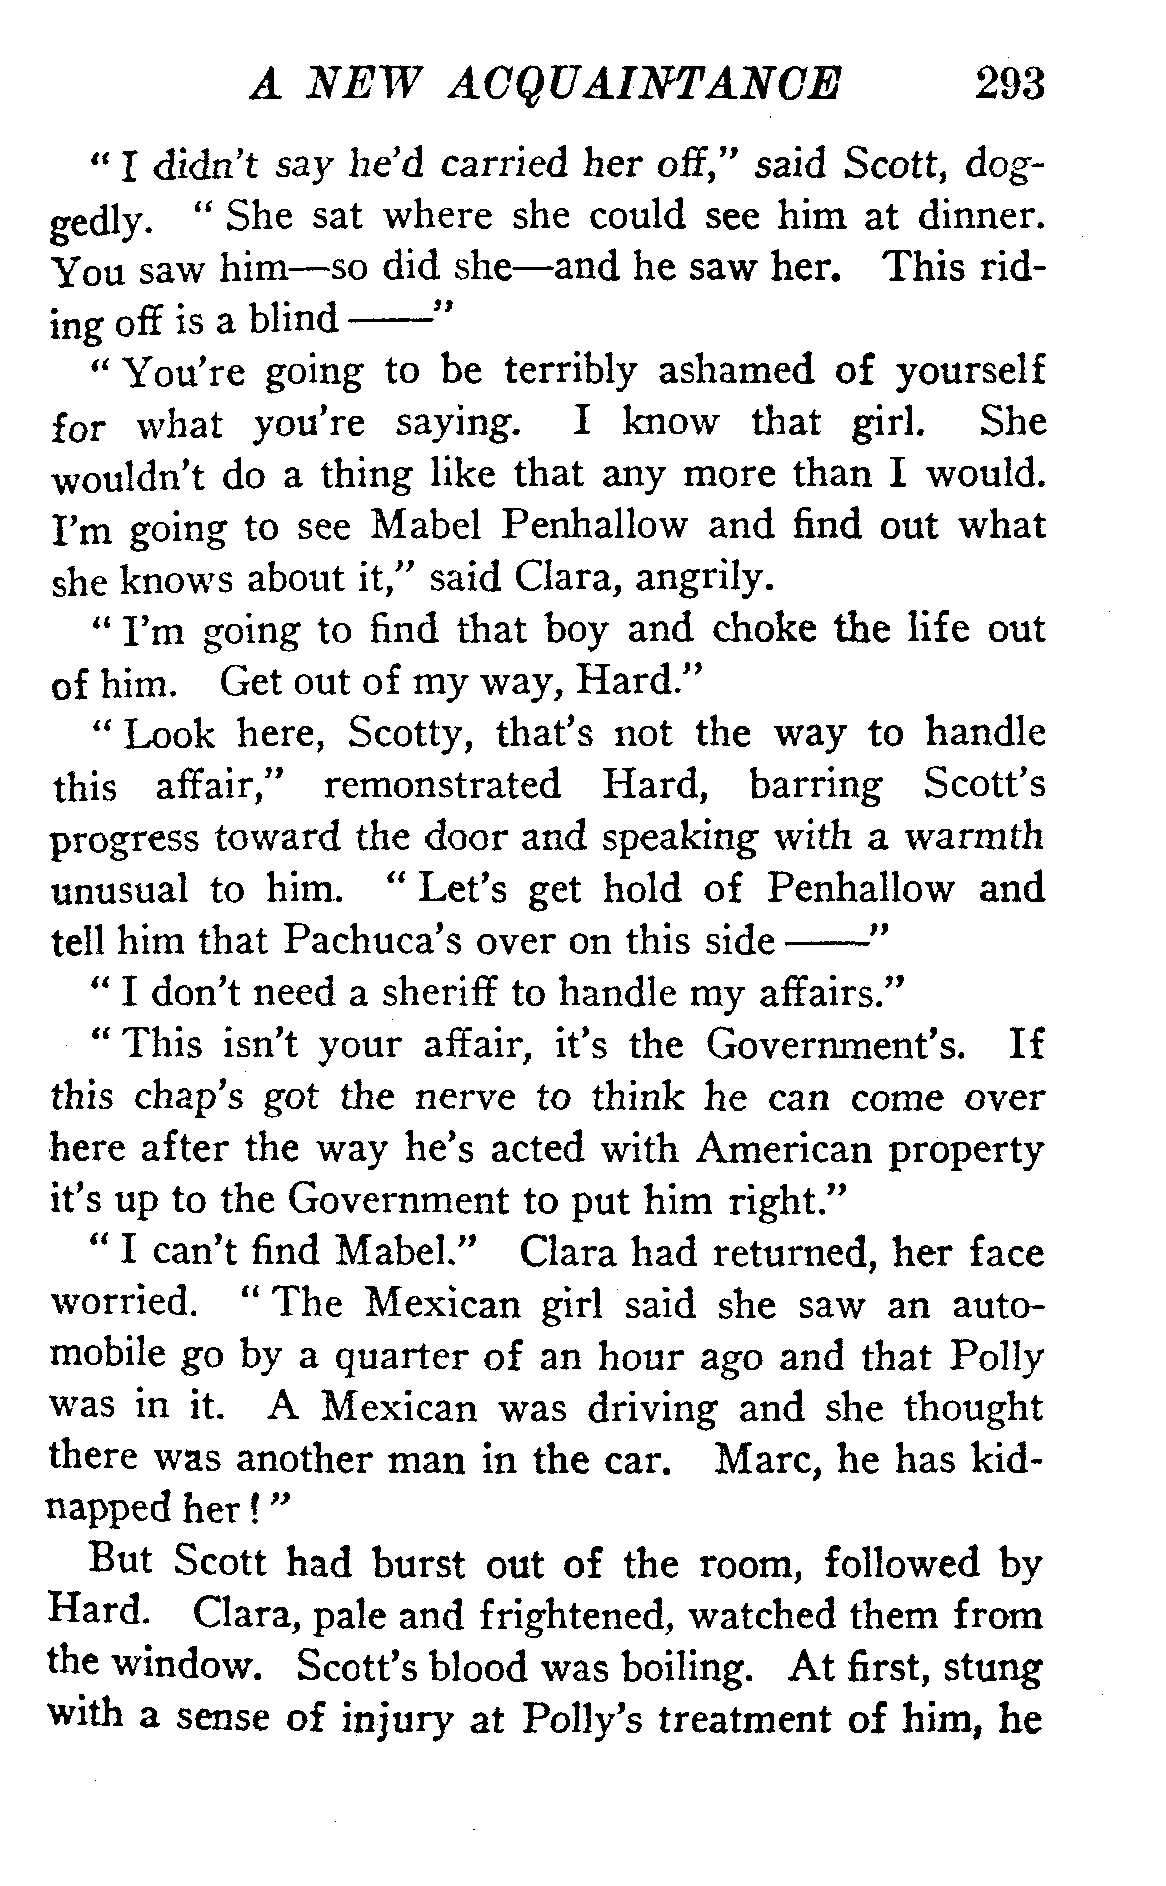 A NEW ACQUAINTANCE 293
" I didn't say he'd carried her off," said Scott, dog-
gedly. " She sat where she could see him at dinner.
You saw him—so did she—and he saw her. This rid-
ing off is a blind ——"
" You're going to be terribly ashamed of yourself
for what you're saying. I know that girl. She
wouldn't do a thing like that any more than I would.
I'm going to see Mabel Penhallow and find out what
she knows about it," said Clara, angrily.
" I'm going to find that boy and choke the life out
of him. Get out of my way, Hard."
" Look here, Scotty, that's not the way to handle
this affair," remonstrated Hard, barring Scott's
progress toward the door and speaking with a warmth
unusual to him. " Let's get hold of Penhallow and
tell him that Pachuca's over on this side ——"
" I don't need a sheriff to handle my affairs."
" This isn't your affair, it's the Government's. If
this chap's got the nerve to think he can come over
here after the way he's acted with American property
it's up to the Government to put him right."
" I can't find Mabel." Clara had returned, her face
worried. " The Mexican girl said she saw an auto-
mobile go by a quarter of an hour ago and that Polly
was in it. A Mexican was driving and she thought
there was another man in the car. Marc, he has kid-
napped her ! "
But Scott had burst out of the room, followed by
Hard. Clara, pale and frightened, watched them from
the window. Scott's blood was boiling. At first, stung
with a sense of injury at Polly's treatment of him, he